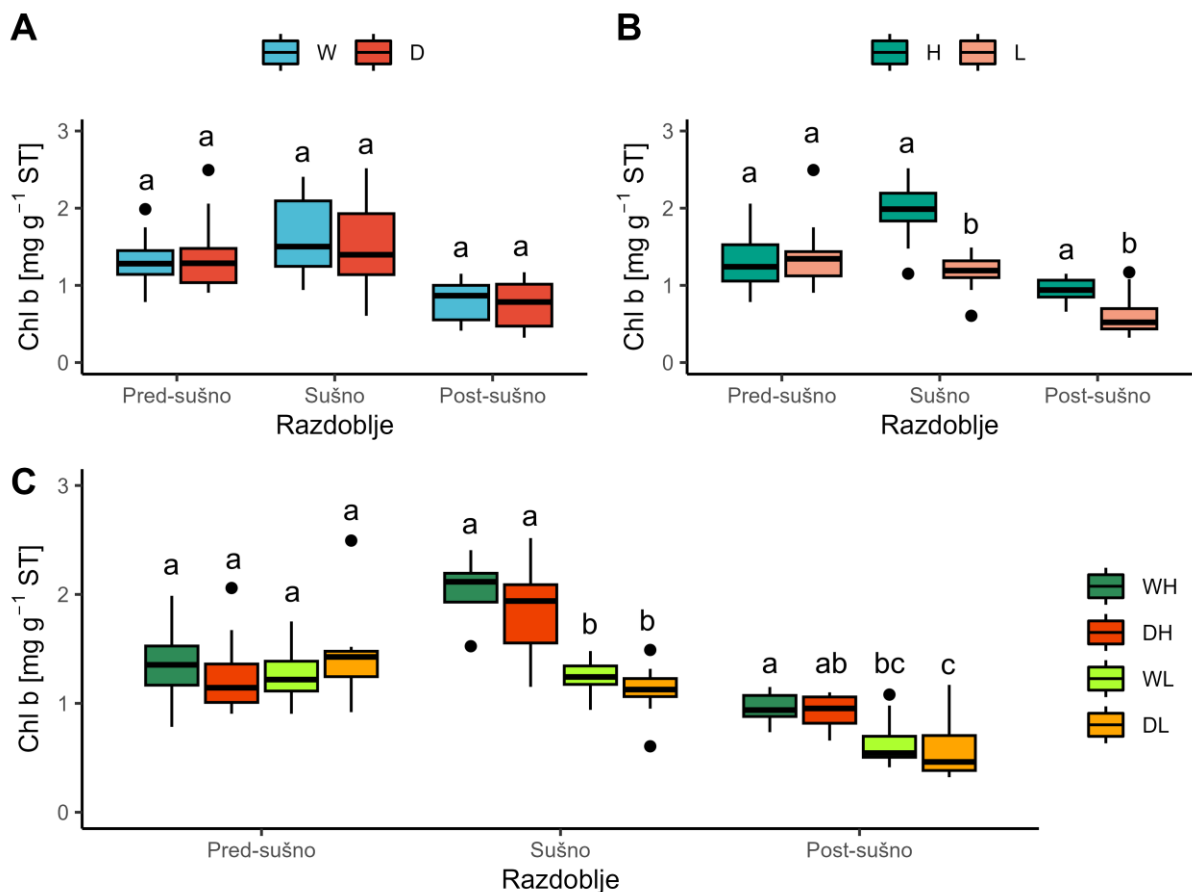 A
W D
Chl b [mg g⁻¹ ST]
3
2
1
0
a a a a a a
Pred-sušno Sušno Post-sušno
Razdoblje
B
H L
Chl b [mg g⁻¹ ST]
3
2
1
0
a a a b a b
Pred-sušno Sušno Post-sušno
Razdoblje
C
Chl b [mg g⁻¹ ST]
3
2
1
0
a a a a a a b b a ab bc c
Pred-sušno Sušno Post-sušno
Razdoblje
WH
DH
WL
DL